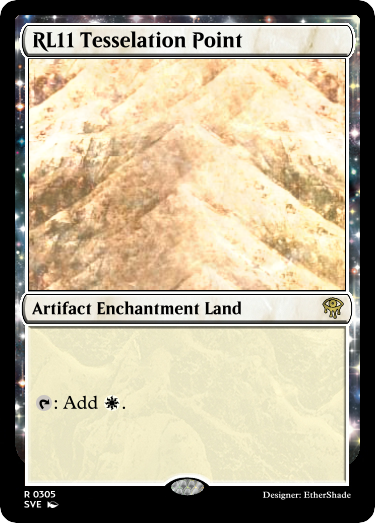 RL11 Tesselation Point
Artifact Enchantment Land
: Add .
R 0305
SVE
Designer: EtherShade